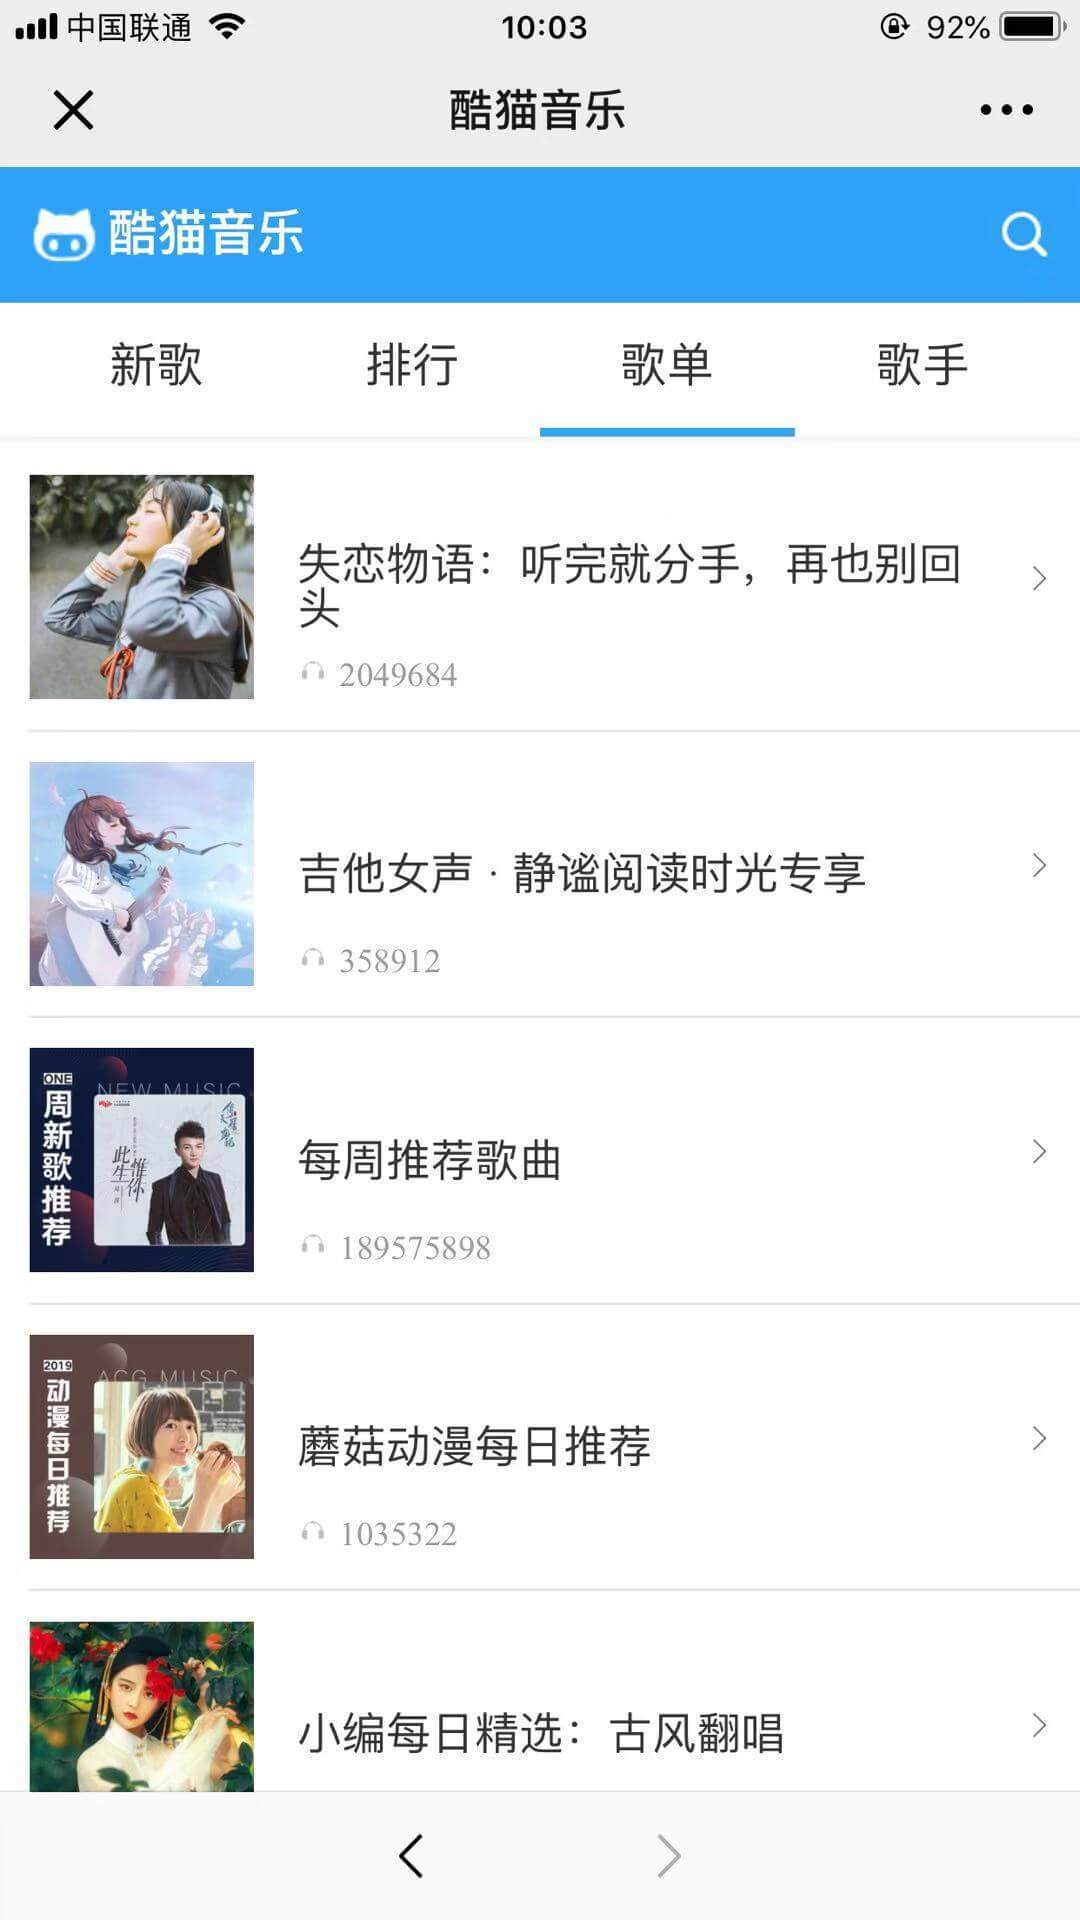 中国联通
10:03
92%
酷猫音乐
酷猫音乐
新歌
排行
歌单
歌手
失恋物语：听完就分手，再也别回
头
2049684
吉他女声 · 静谧阅读时光专享
358912
ONE
周新歌推荐
NEW MUSIC
此生惟你
每周推荐歌曲
189575898
2019
动漫每日推荐
ACG MUSIC
蘑菇动漫每日推荐
1035322
小编每日精选：古风翻唱